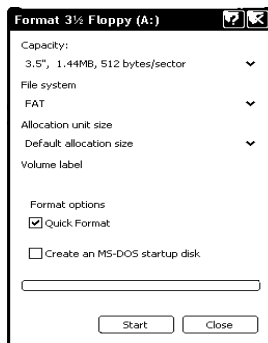 Format 3½ Floppy (A:)
Capacity:
3.5", 1.44MB, 512 bytes/sector
File system
FAT
Allocation unit size
Default allocation size
Volume label
Format options
Quick Format
Create an MS-DOS startup disk
Start Close